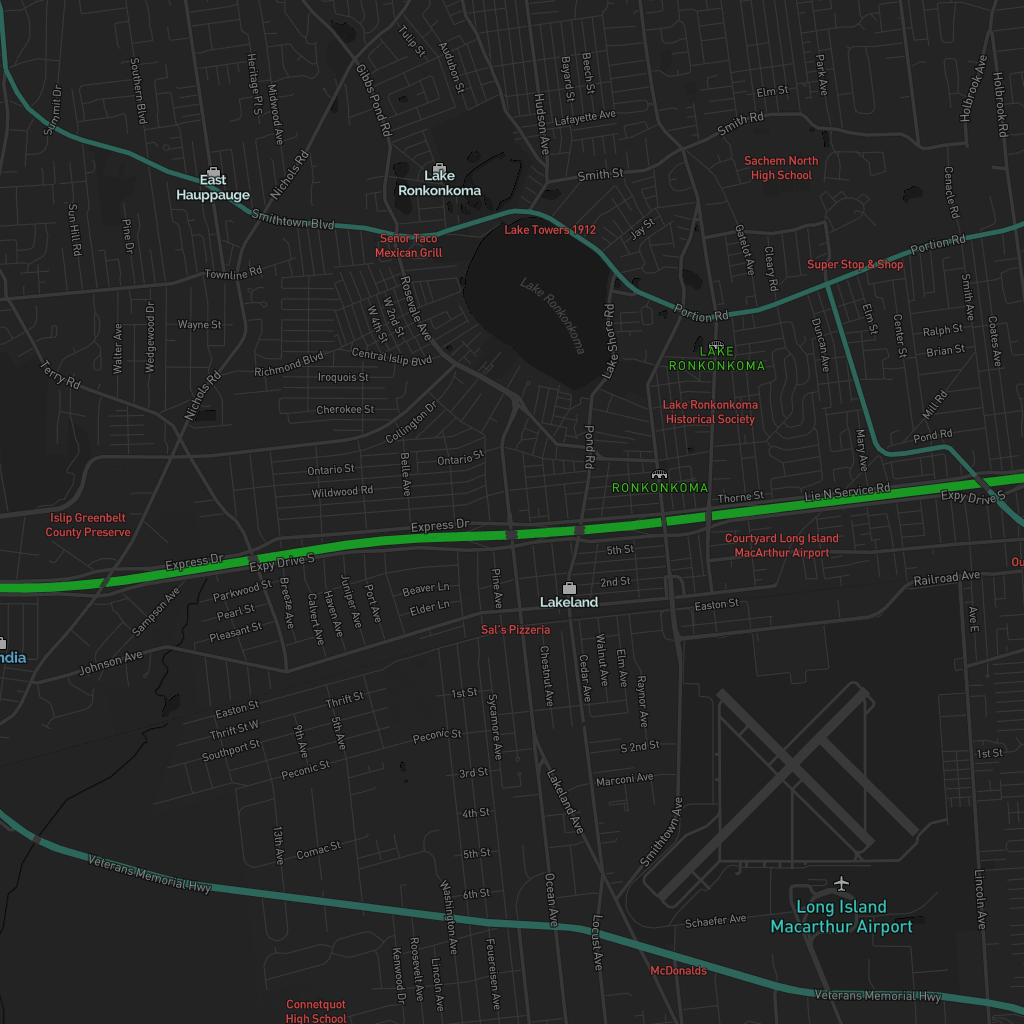 Tulip St
Audubon St
Gibbs Pond Rd
Heritage Pl S
Southern Blvd
Midwood Ave
Summit Dr
Bayard St
Beech St
Park Ave
Holbrook Ave
Holbrook Rd
Elm St
Hudson Ave
Lafayette Ave
Smith Rd
Nichols Rd
East
Hauppauge
Lake
Ronkonkoma
Smith St
Sachem North
High School
Cenacle Rd
Sun Hill Rd
Pine Dr
Smithtown Blvd
Señor Taco
Mexican Grill
Lake Towers 1912
Jay St
Gatelot Ave
Cleary Rd
Portion Rd
Super Stop & Shop
Townline Rd
Lake Ronkonkoma
Rosevale Ave
W 2nd St
W 4th St
Lake Shore Rd
Portion Rd
Smith Ave
Coates Ave
Elm St
Center St
Ralph St
Brian St
Duncan Ave
Walter Ave
Wedgewood Dr
Wayne St
Richmond Blvd
Central Islip Blvd
Iroquois St
LAKE
RONKONKOMA
Terry Rd
Nichols Rd
Cherokee St
Collington Dr
Lake Ronkonkoma
Historical Society
Mill Rd
Pond Rd
Mary Ave
Pond Rd
Ontario St
Ontario St
Belle Ave
Wildwood Rd
RONKONKOMA
Thorne St
Lie N Service Rd
Expy Drive S
Islip Greenbelt
County Preserve
Express Dr
Express Dr
Expy Drive S
5th St
Courtyard Long Island
MacArthur Airport
Ou
Parkwood St
Pearl St
Pleasant St
Breeze Ave
Calvert Ave
Haven Ave
Juniper Ave
Port Ave
Beaver Ln
Elder Ln
Pine Ave
2nd St
Lakeland
Easton St
Railroad Ave
Ave E
Sampson Ave
Johnson Ave
ndia
Sal's Pizzeria
Chestnut Ave
Cedar Ave
Walnut Ave
Elm Ave
Raynor Ave
Easton St
Thrift St
Thrift St W
Southport St
9th Ave
5th Ave
Peconic St
1st St
Sycamore Ave
Peconic St
3rd St
S 2nd St
Marconi Ave
1st St
Lakeland Ave
4th St
Smithtown Ave
13th Ave
Comac St
5th St
6th St
Veterans Memorial Hwy
Washington Ave
Ocean Ave
Locust Ave
Schaefer Ave
Long Island
Macarthur Airport
Lincoln Ave
Kenwood Dr
Roosevelt Ave
Lincoln Ave
Feuereisen Ave
McDonalds
Veterans Memorial Hwy
Connetquot
High School